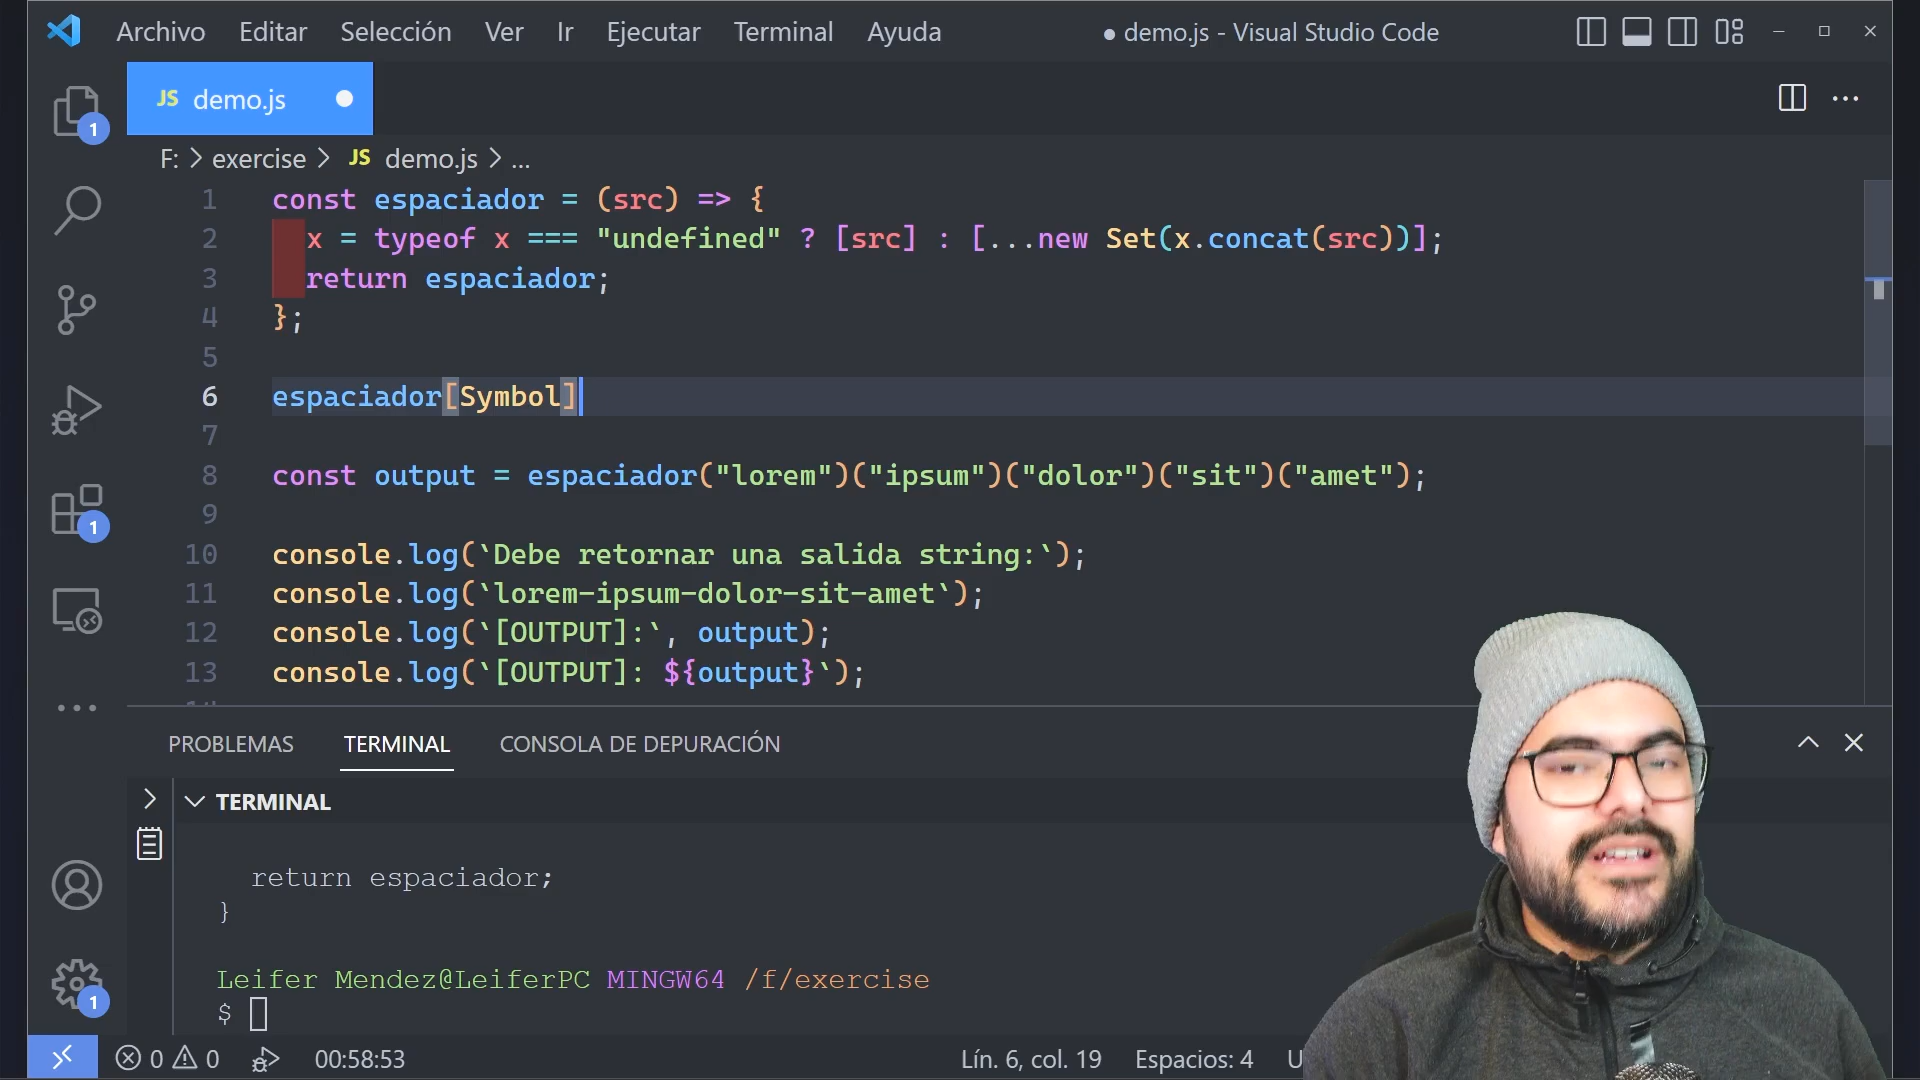 Archivo Editar Selección Ver Ir Ejecutar Terminal Ayuda ● demo.js - Visual Studio Code
JS demo.js
F: > exercise > JS demo.js > ...
1 const espaciador = (src) => {
2 x = typeof x === "undefined" ? [src] : [...new Set(x.concat(src))];
3 return espaciador;
4 };
5
6 espaciador[Symbol]
7
8 const output = espaciador("lorem")("ipsum")("dolor")("sit")("amet");
9
10 console.log(`Debe retornar una salida string:`);
11 console.log(`lorem-ipsum-dolor-sit-amet`);
12 console.log(`[OUTPUT]:`, output);
13 console.log(`[OUTPUT]: ${output}`);
PROBLEMAS TERMINAL CONSOLA DE DEPURACIÓN
TERMINAL
return espaciador;
}
Leifer Mendez@LeiferPC MINGW64 /f/exercise
$
1
1
1
0 0 00:58:53 Lín. 6, col. 19 Espacios: 4 U